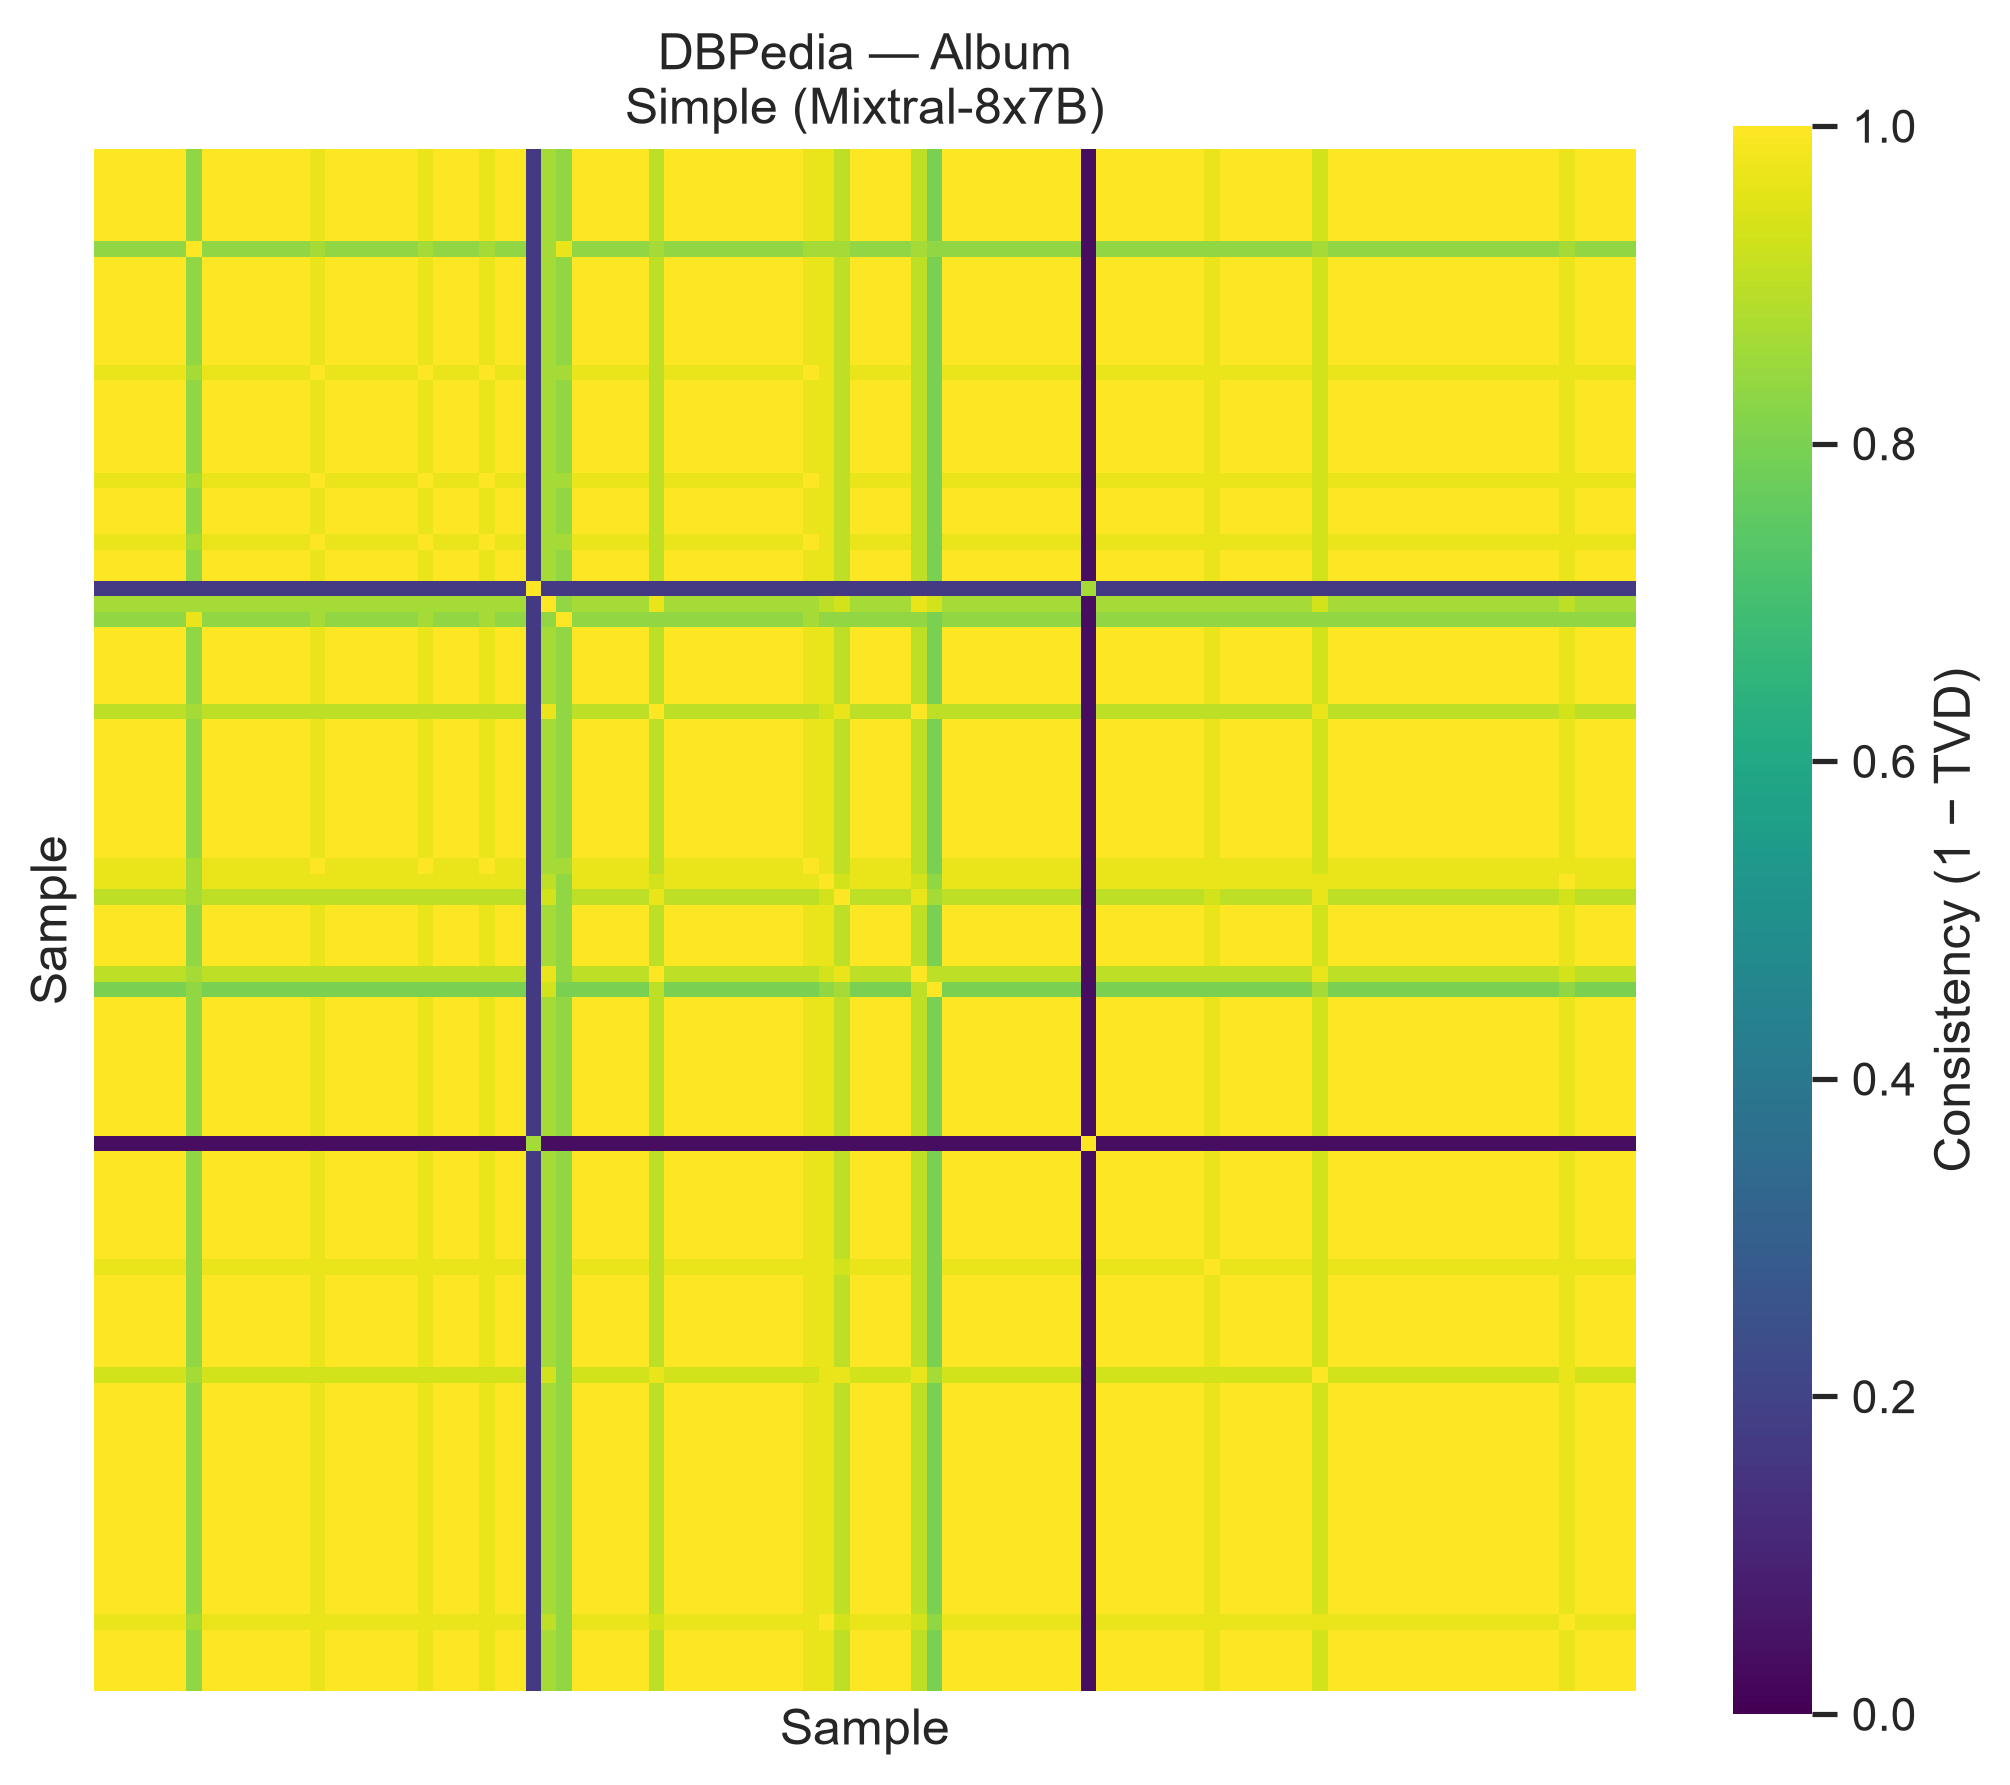 DBPedia — Album
Simple (Mixtral-8x7B)
Sample
Sample
1.0
0.8
0.6
0.4
0.2
0.0
Consistency (1 − TVD)